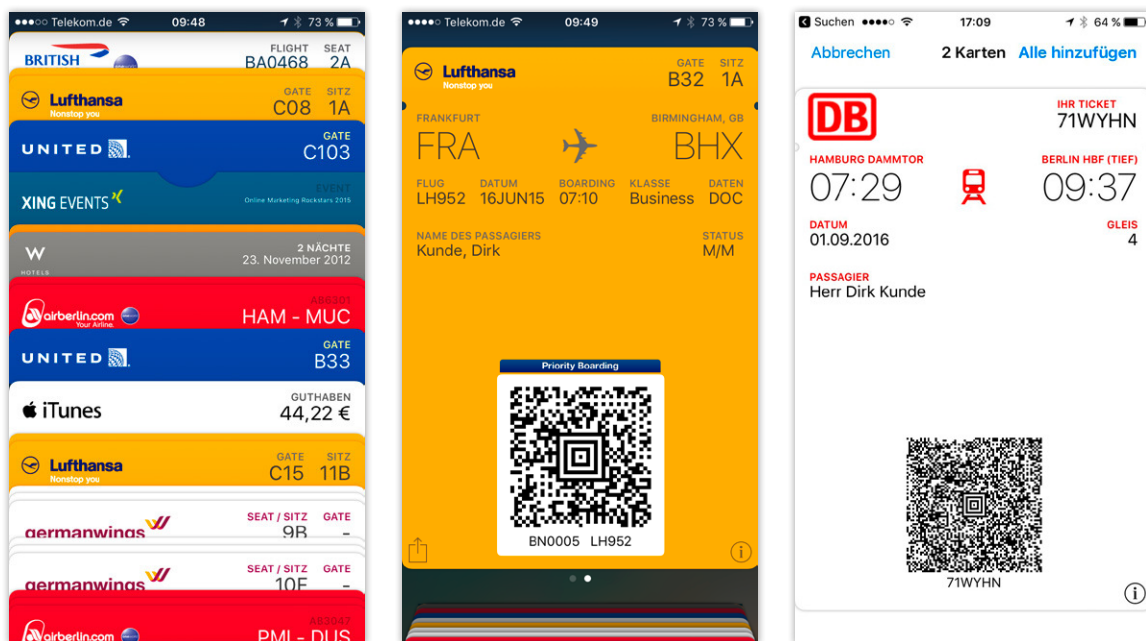 Telekom.de 09:48 73 %
BRITISH FLIGHT SEAT
BA0468 2A
Lufthansa GATE SITZ
Nonstop you C08 1A
UNITED GATE
C103
XING EVENTS EVENT
Online Marketing Rockstars 2015
W 2 NÄCHTE
HOTELS 23. November 2012
airberlin.com AB6301
Your Airline. HAM - MUC
UNITED GATE
B33
iTunes GUTHABEN
44,22 €
Lufthansa GATE SITZ
Nonstop you C15 11B
germanwings SEAT / SITZ GATE
9B -
germanwings SEAT / SITZ GATE
10F -
airberlin.com AB3047
PMI - DUS
Telekom.de 09:49 73 %
Lufthansa GATE SITZ
Nonstop you B32 1A
FRANKFURT BIRMINGHAM, GB
FRA BHX
FLUG DATUM BOARDING KLASSE DATEN
LH952 16JUN15 07:10 Business DOC
NAME DES PASSAGIERS STATUS
Kunde, Dirk M/M
Priority Boarding
BN0005 LH952
Suchen 17:09 64 %
Abbrechen 2 Karten Alle hinzufügen
DB IHR TICKET
71WYHN
HAMBURG DAMMTOR BERLIN HBF (TIEF)
07:29 09:37
DATUM GLEIS
01.09.2016 4
PASSAGIER
Herr Dirk Kunde
71WYHN